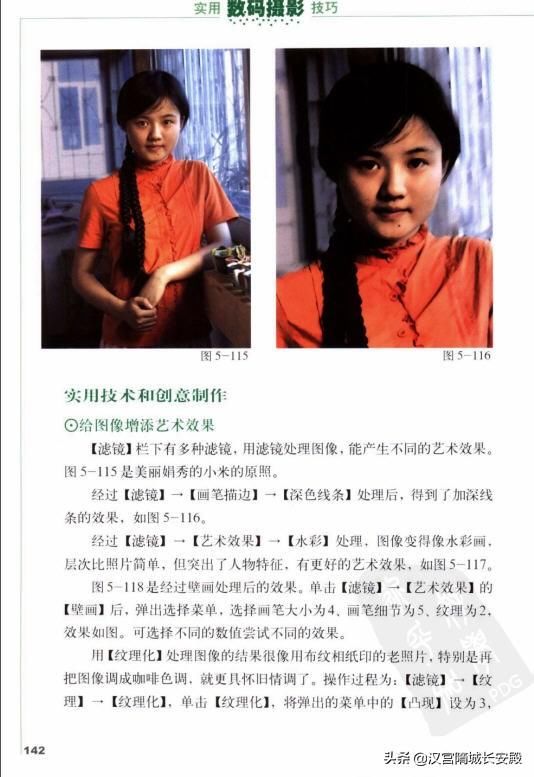 实用 数码摄影 技巧
图5-115
图5-116
实用技术和创意制作
⊙给图像增添艺术效果
【滤镜】栏下有多种滤镜，用滤镜处理图像，能产生不同的艺术效果。
图5-115是美丽娟秀的小米的原照。
经过【滤镜】→【画笔描边】→【深色线条】处理后，得到了加深线
条的效果，如图5-116。
经过【滤镜】→【艺术效果】→【水彩】处理，图像变得像水彩画，
层次比照片简单，但突出了人物特征，有更好的艺术效果，如图5-117。
图5-118是经过壁画处理后的效果。单击【滤镜】→【艺术效果】的
【壁画】后，弹出选择菜单，选择画笔大小为4、画笔细节为5、纹理为2，
效果如图。可选择不同的数值尝试不同的效果。
用【纹理化】处理图像的结果很像用布纹相纸印的老照片，特别是再
把图像调成咖啡色调，就更具怀旧情调了。操作过程为：【滤镜】→【纹
理】→【纹理化】，单击【纹理化】，将弹出的菜单中的【凸现】设为3，
.PDG
142
头条 @汉宫隋城长安殿